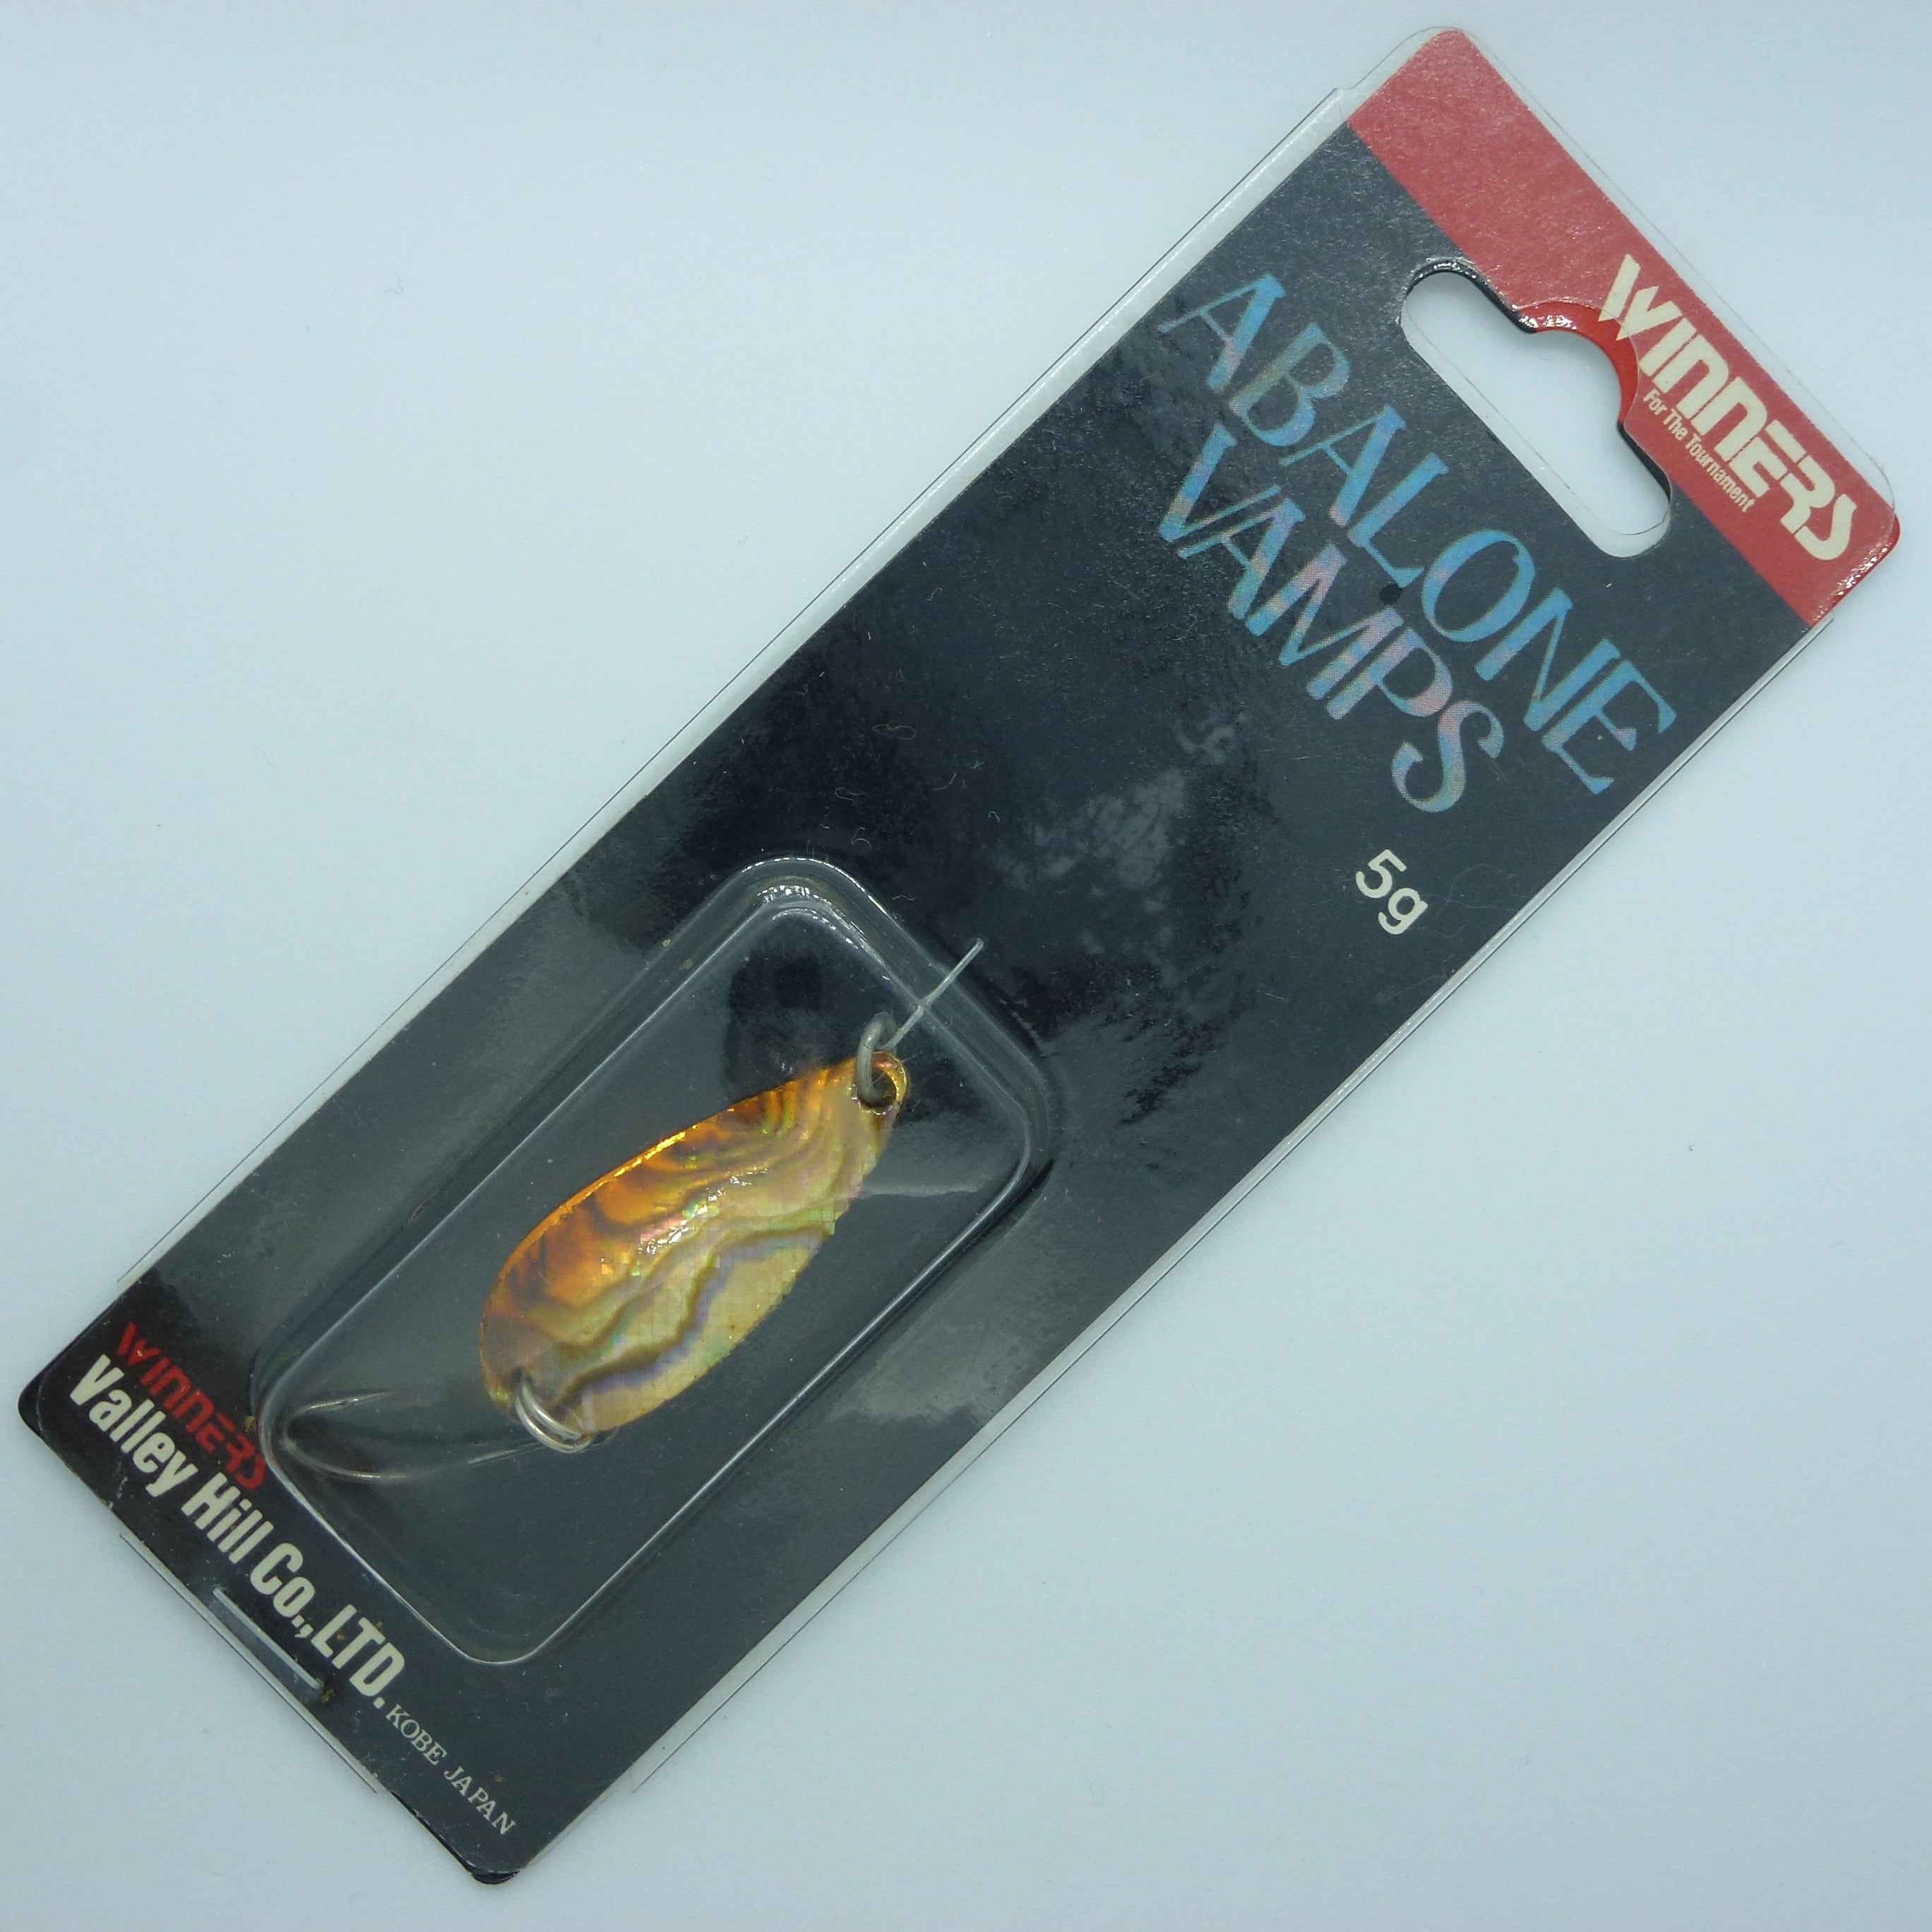 WINNERS
For The Tournament
ABALONE
VAMPS
5g
WINNERS
Valley Hill Co.,LTD. KOBE JAPAN